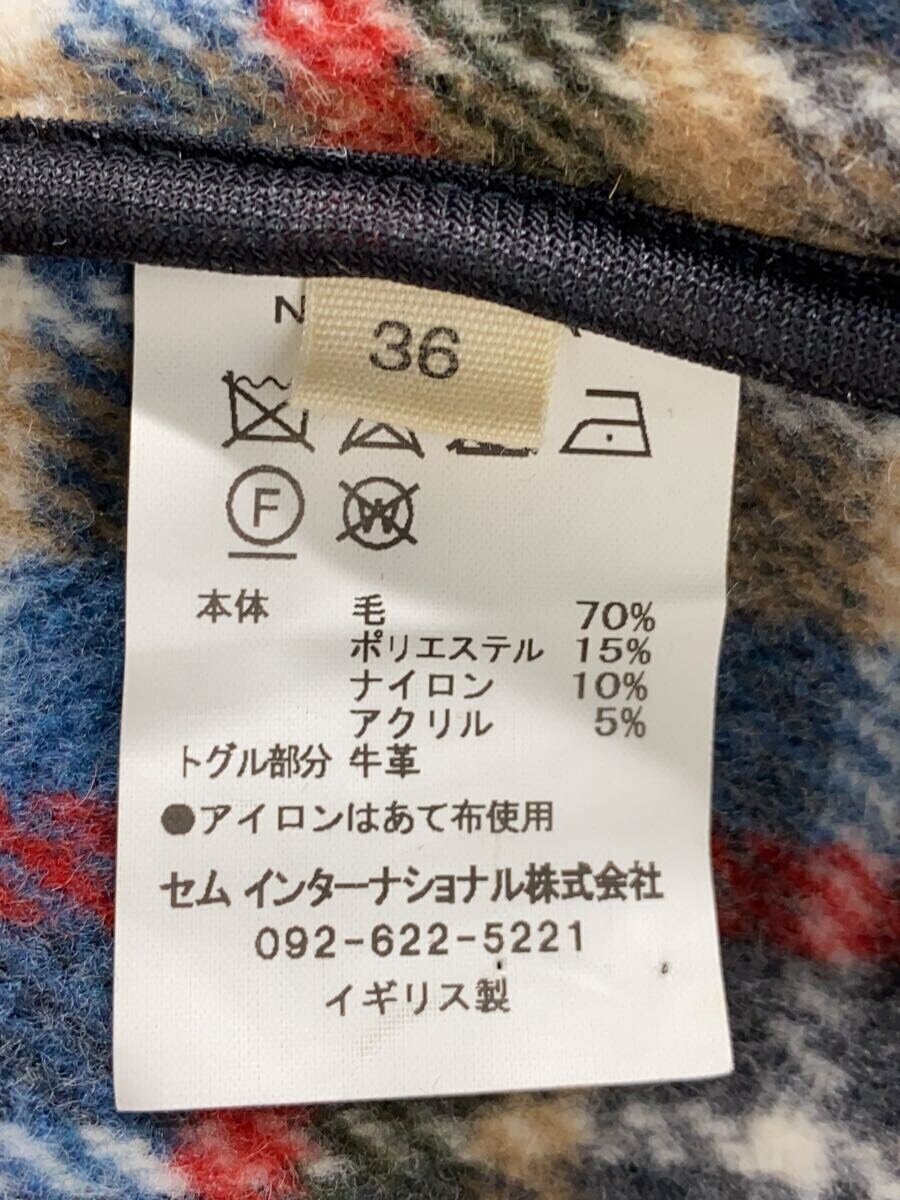 36
F
W
本体 毛 70%
ポリエステル 15%
ナイロン 10%
アクリル 5%
トグル部分 牛革
●アイロンはあて布使用
セム インターナショナル株式会社
092-622-5221
イギリス製